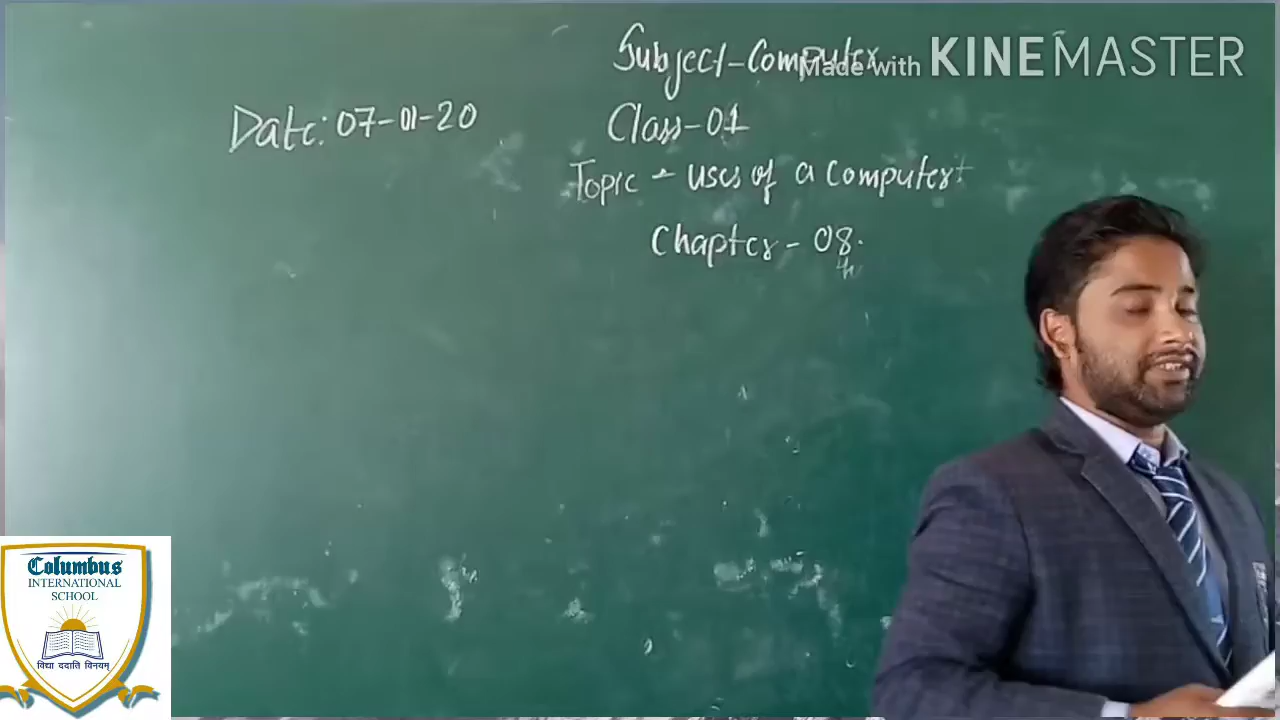 Subject-Computer
Made with KINEMASTER
Date: 07-01-20
Class-01
Topic - uses of a computer
Chapter - 08.
Columbus
INTERNATIONAL
SCHOOL
विद्या ददाति विनयम्